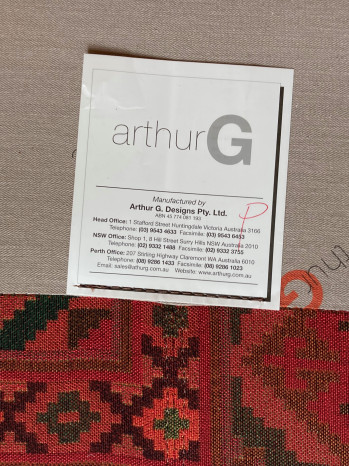 arthurG
Manufactured by
Arthur G. Designs Pty. Ltd.
ABN 43 774 081 193
Head Office: 1 Stafford Street Huntingdale Victoria Australia 3166
Telephone: (03) 9543 4633 Facsimile: (03) 9543 6453
NSW Office: Shop 1, 8 Hill Street Surry Hills NSW Australia 2010
Telephone: (02) 9332 1488 Facsimile: (02) 9332 3755
Perth Office: 207 Stirling Highway Claremont WA Australia 6010
Telephone: (08) 9286 1433 Facsimile: (08) 9286 1023
Email: sales@athurg.com.au Website: www.arthurg.com.au